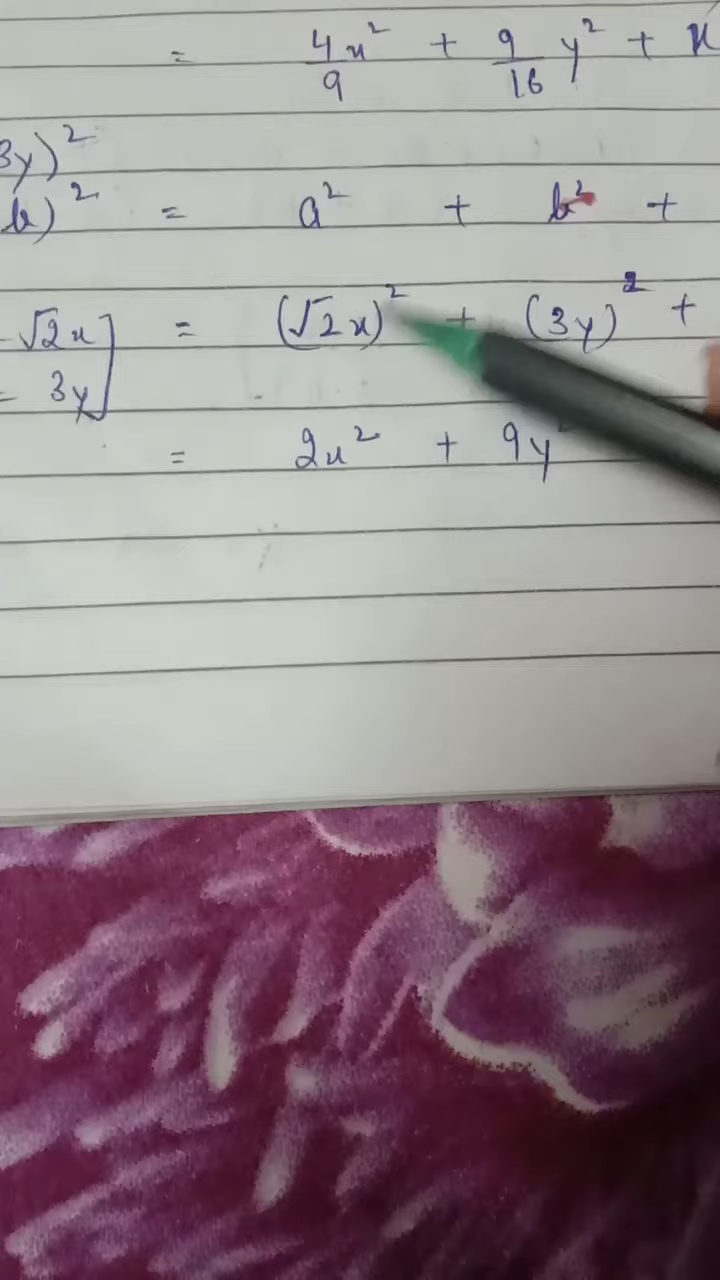 = 4/9 x² + 9/16 y² + x
3y)²
b)² = a² + b² +
√2x] = (√2x)² + (3y)² +
= 3y]
= 2x² + 9y²